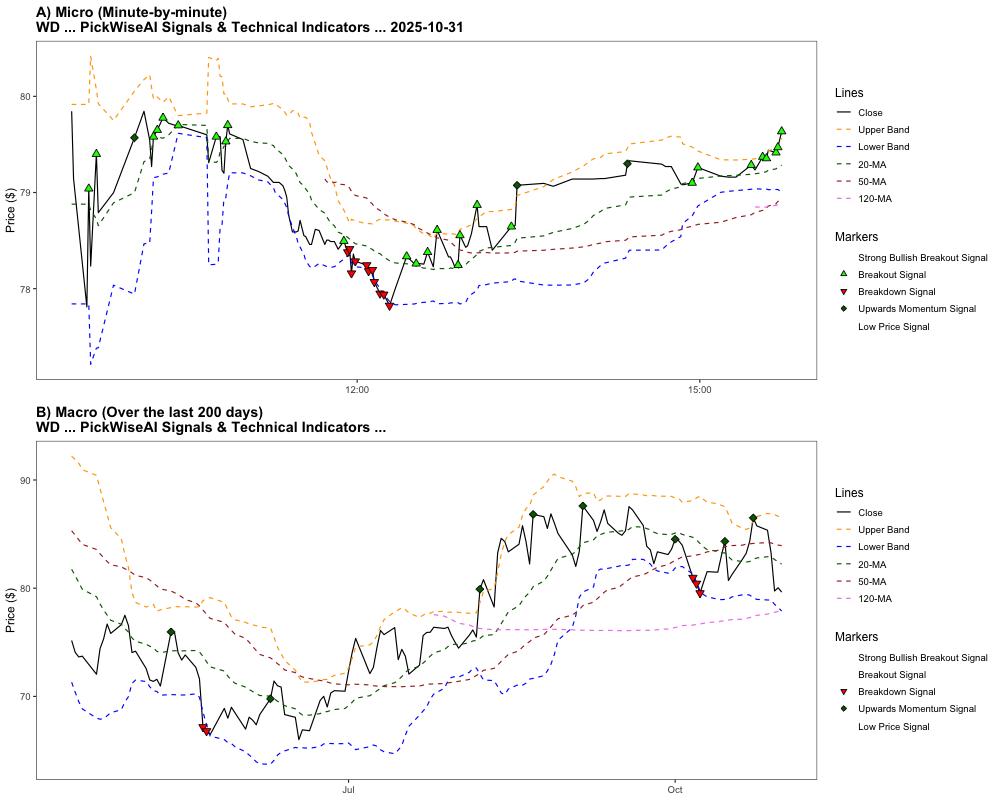 A) Micro (Minute-by-minute)
WD ... PickWiseAI Signals & Technical Indicators ... 2025-10-31
Price ($)
80
79
78
12:00
15:00
Lines
Close
Upper Band
Lower Band
20-MA
50-MA
120-MA
Markers
Strong Bullish Breakout Signal
Breakout Signal
Breakdown Signal
Upwards Momentum Signal
Low Price Signal
B) Macro (Over the last 200 days)
WD ... PickWiseAI Signals & Technical Indicators ...
Price ($)
90
80
70
Jul
Oct
Lines
Close
Upper Band
Lower Band
20-MA
50-MA
120-MA
Markers
Strong Bullish Breakout Signal
Breakout Signal
Breakdown Signal
Upwards Momentum Signal
Low Price Signal